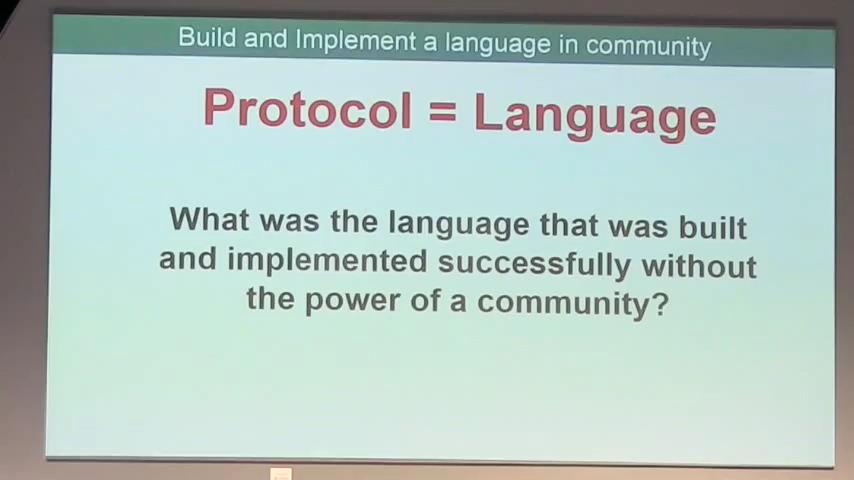 Build and Implement a language in community
Protocol = Language
What was the language that was built
and implemented successfully without
the power of a community?